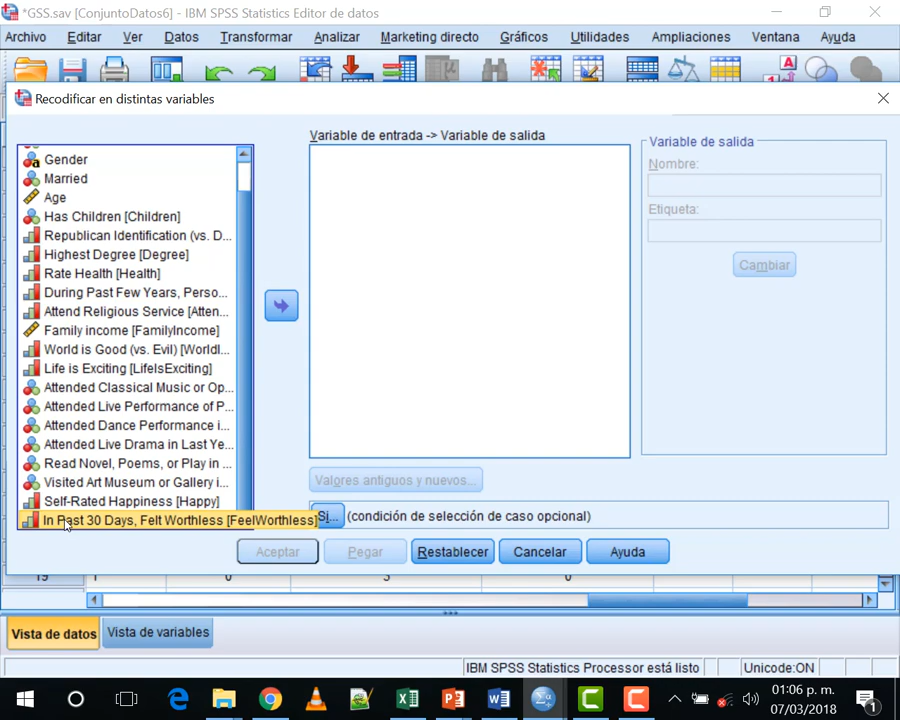 *GSS.sav [ConjuntoDatos6] - IBM SPSS Statistics Editor de datos
Archivo Editar Ver Datos Transformar Analizar Marketing directo Gráficos Utilidades Ampliaciones Ventana Ayuda
Recodificar en distintas variables
Variable de entrada -> Variable de salida
Variable de salida
Nombre:
Etiqueta:
Cambiar
Gender
Married
Age
Has Children [Children]
Republican Identification (vs. D...
Highest Degree [Degree]
Rate Health [Health]
During Past Few Years, Perso...
Attend Religious Service [Atten...
Family income [FamilyIncome]
World is Good (vs. Evil) [WorldI...
Life is Exciting [LifeIsExciting]
Attended Classical Music or Op...
Attended Live Performance of P...
Attended Dance Performance i...
Attended Live Drama in Last Ye...
Read Novel, Poems, or Play in ...
Visited Art Museum or Gallery i...
Self-Rated Happiness [Happy]
In Past 30 Days, Felt Worthless [FeelWorthless]
Valores antiguos y nuevos...
Si... (condición de selección de caso opcional)
Aceptar Pegar Restablecer Cancelar Ayuda
19 1 0 3 0
Vista de datos Vista de variables
IBM SPSS Statistics Processor está listo Unicode:ON
01:06 p. m.
07/03/2018
1